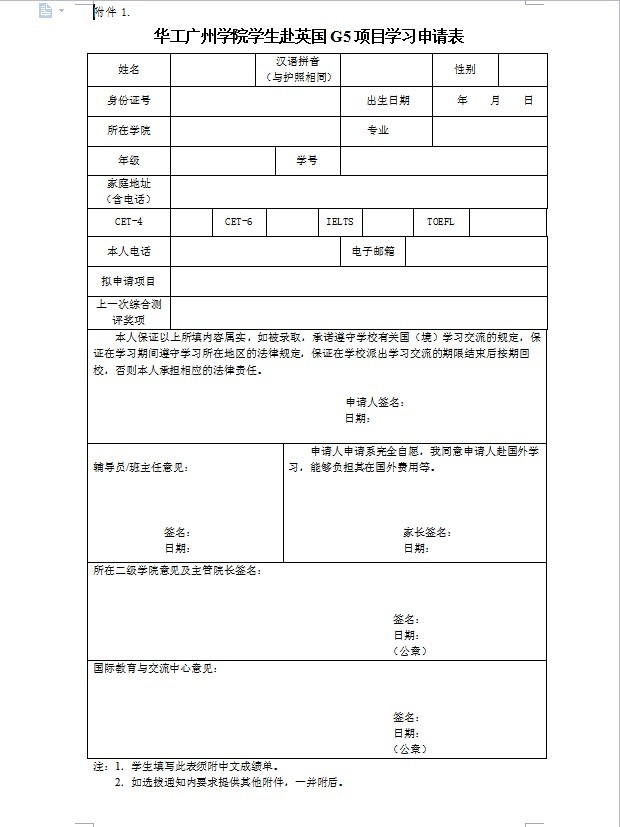 附件 1.
华工广州学院学生赴英国 G5 项目学习申请表
姓名
汉语拼音
（与护照相同）
性别
身份证号
出生日期
年 月 日
所在学院
专业
年级
学号
家庭地址
（含电话）
CET-4
CET-6
IELTS
TOEFL
本人电话
电子邮箱
拟申请项目
上一次综合测
评奖项
本人保证以上所填内容属实，如被录取，承诺遵守学校有关国（境）学习交流的规定，保
证在学习期间遵守学习所在地区的法律规定，保证在学校派出学习交流的期限结束后按期回
校，否则本人承担相应的法律责任。
申请人签名：
日期：
辅导员/班主任意见：
签名：
日期：
申请人申请系完全自愿，我同意申请人赴国外学
习，能够负担其在国外费用等。
家长签名：
日期：
所在二级学院意见及主管院长签名：
签名：
日期：
（公章）
国际教育与交流中心意见：
签名：
日期：
（公章）
注：1. 学生填写此表须附中文成绩单。
2. 如选拨通知内要求提供其他附件，一并附后。